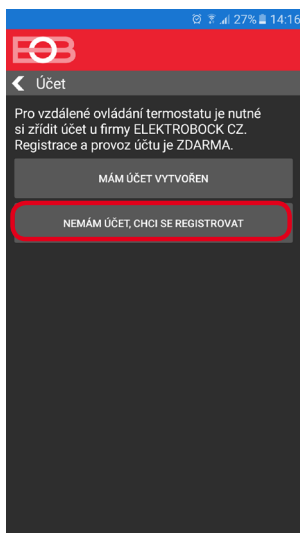 27% 14:16
EOB
Účet
Pro vzdálené ovládání termostatu je nutné
si zřídit účet u firmy ELEKTROBOCK CZ.
Registrace a provoz účtu je ZDARMA.
MÁM ÚČET VYTVOŘEN
NEMÁM ÚČET, CHCI SE REGISTROVAT